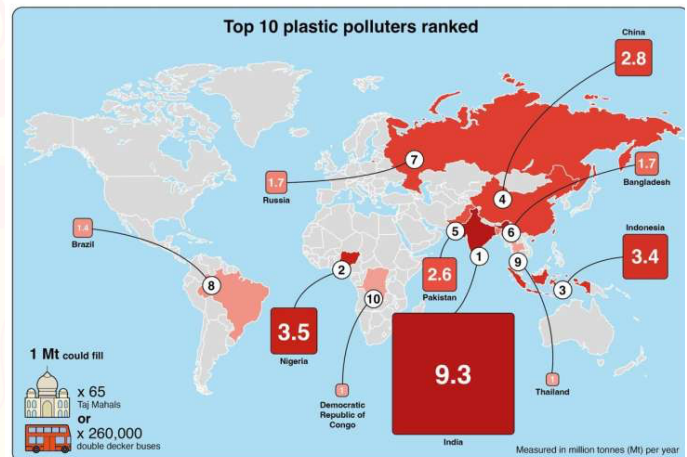 Top 10 plastic polluters ranked
China
2.8
7
1.7
Russia
4
1.7
Bangladesh
1.4
Brazil
8
2
5
1
6
9
3
Indonesia
3.4
2.6
Pakistan
10
3.5
Nigeria
9.3
India
1
Democratic
Republic of
Congo
1
Thailand
1 Mt could fill
x 65
Taj Mahals
or
x 260,000
double decker buses
Measured in million tonnes (Mt) per year